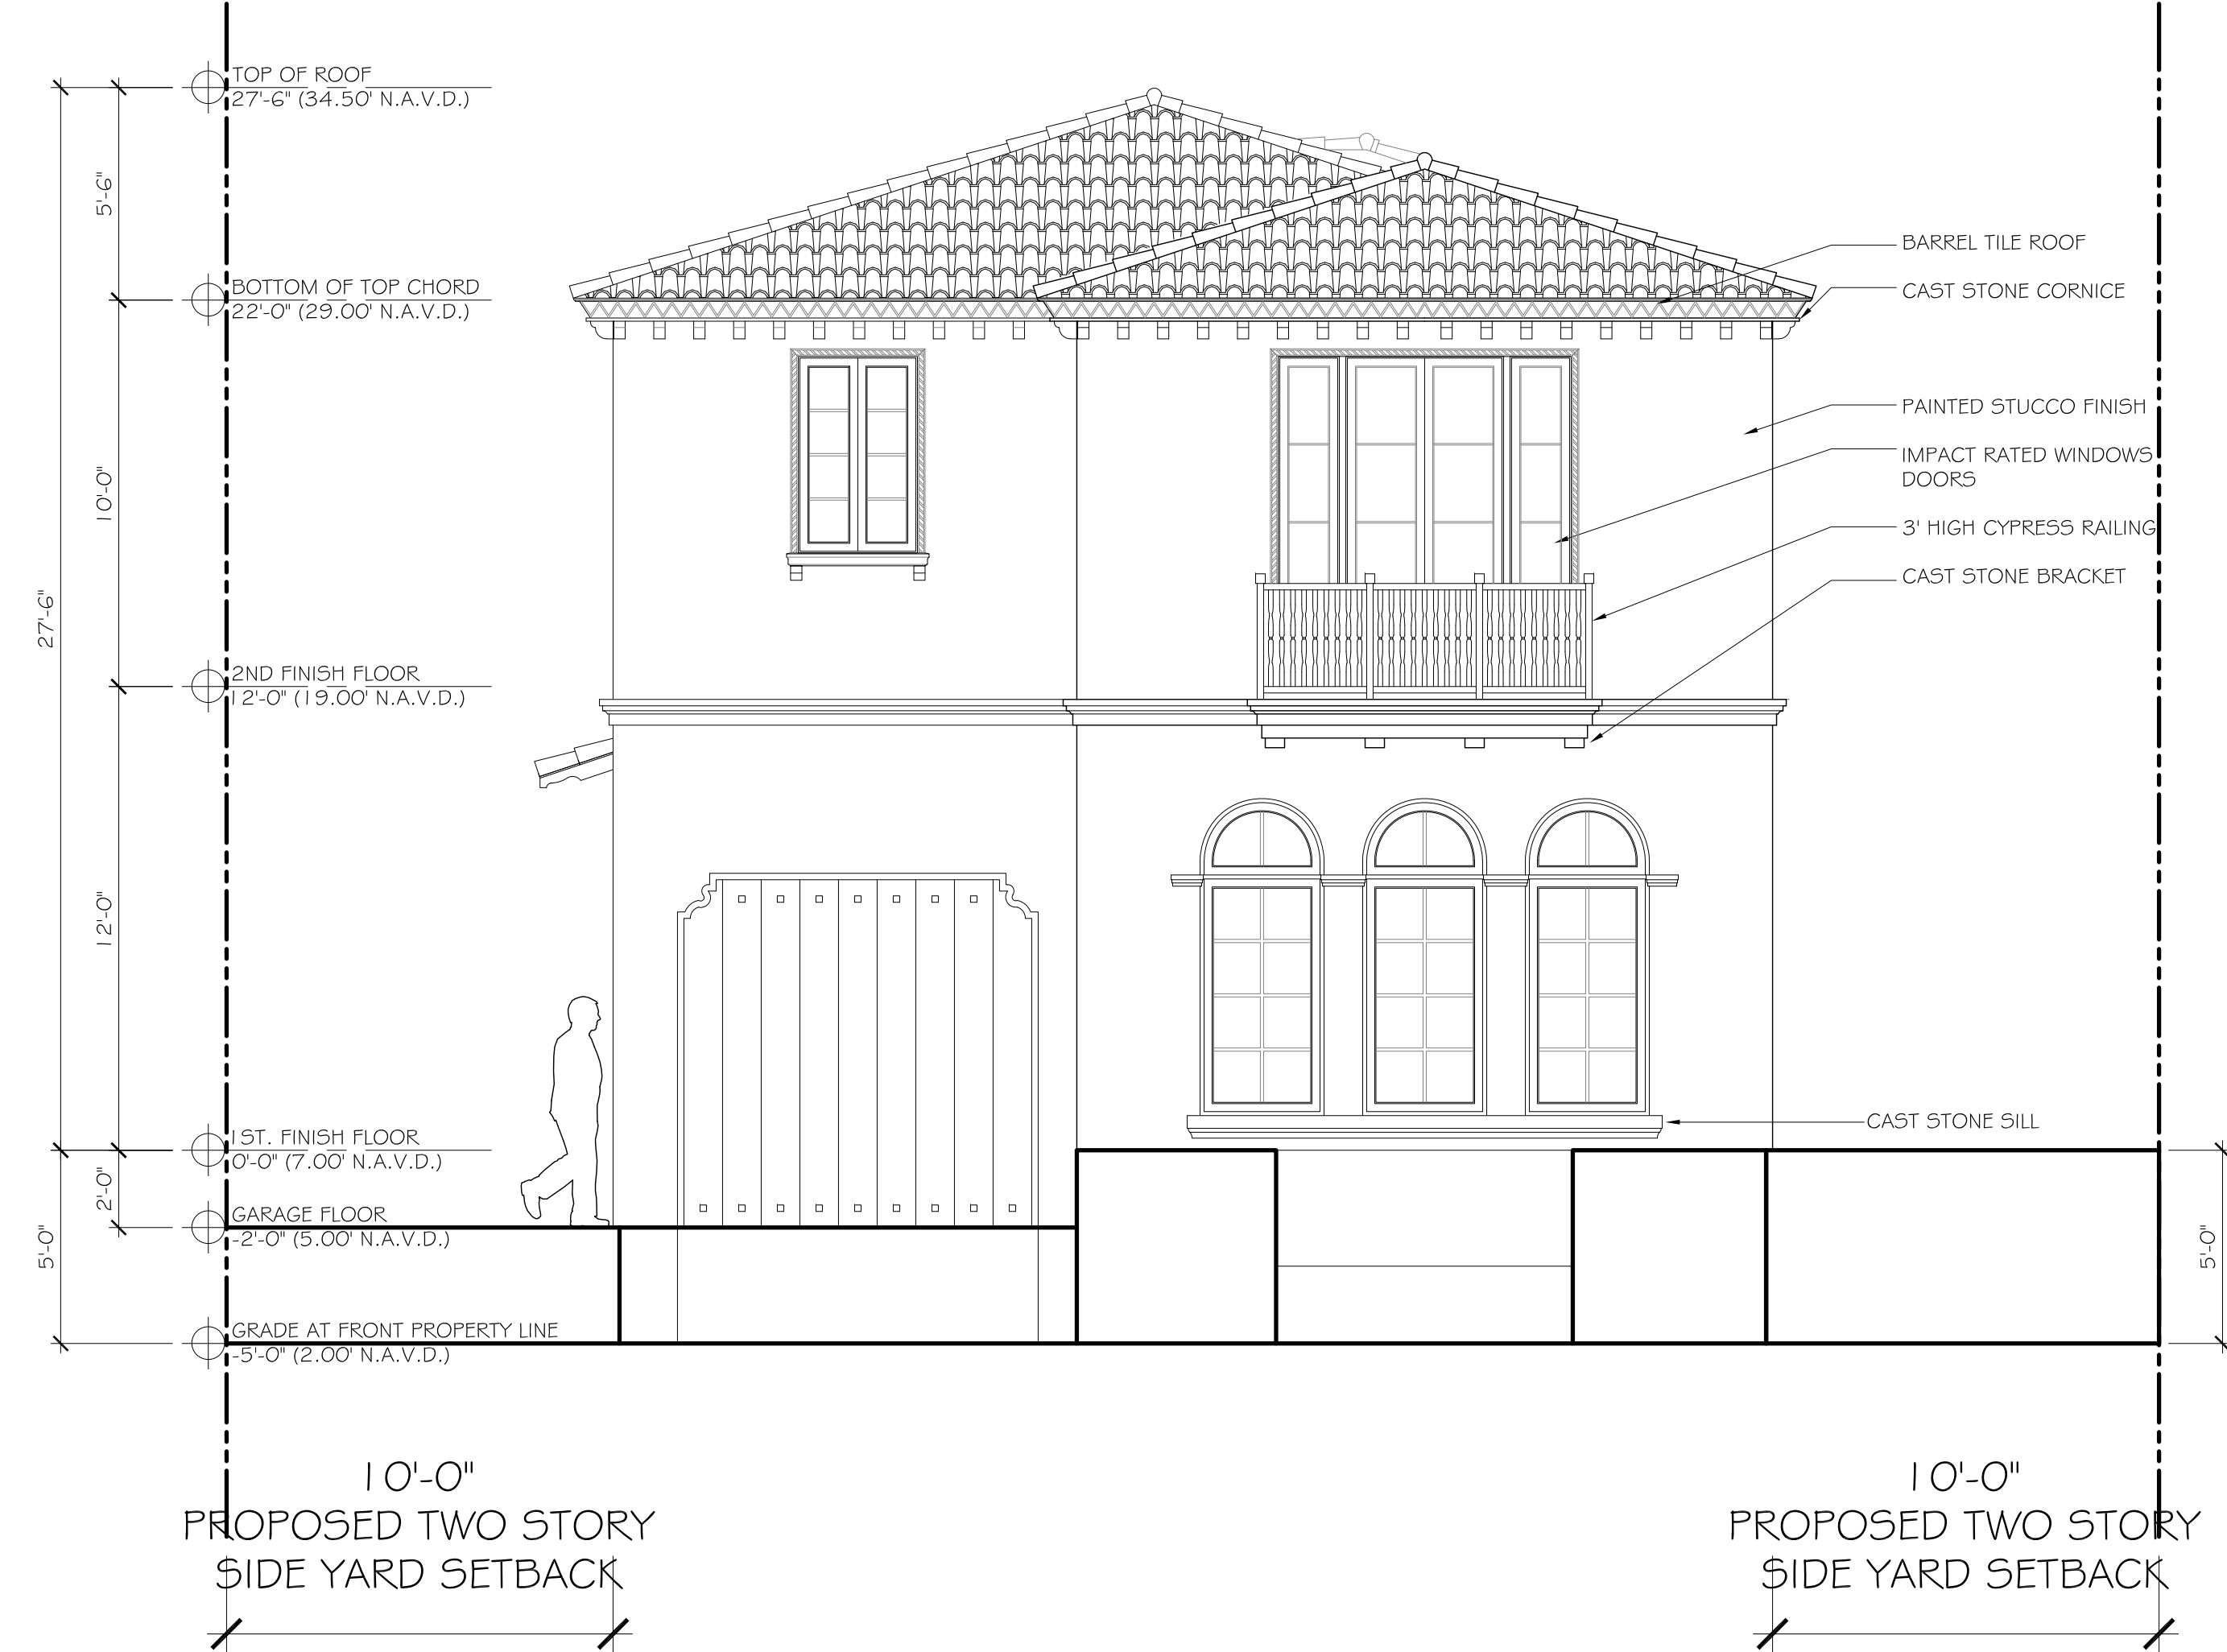 TOP OF ROOF
27'-6" (34.50' N.A.V.D.)
5'-6"
BOTTOM OF TOP CHORD
22'-0" (29.00' N.A.V.D.)
BARREL TILE ROOF
CAST STONE CORNICE
PAINTED STUCCO FINISH
IMPACT RATED WINDOWS
DOORS
10'-0"
3' HIGH CYPRESS RAILING
CAST STONE BRACKET
27'-6"
2ND FINISH FLOOR
12'-0" (19.00' N.A.V.D.)
12'-0"
CAST STONE SILL
1ST. FINISH FLOOR
0'-0" (7.00' N.A.V.D.)
2'-0"
GARAGE FLOOR
-2'-0" (5.00' N.A.V.D.)
5'-0"
5'-0"
GRADE AT FRONT PROPERTY LINE
-5'-0" (2.00' N.A.V.D.)
10'-0"
PROPOSED TWO STORY
SIDE YARD SETBACK
10'-0"
PROPOSED TWO STORY
SIDE YARD SETBACK